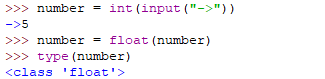 >>> number = int(input("->"))
->5
>>> number = float(number)
>>> type(number)
<class 'float'>